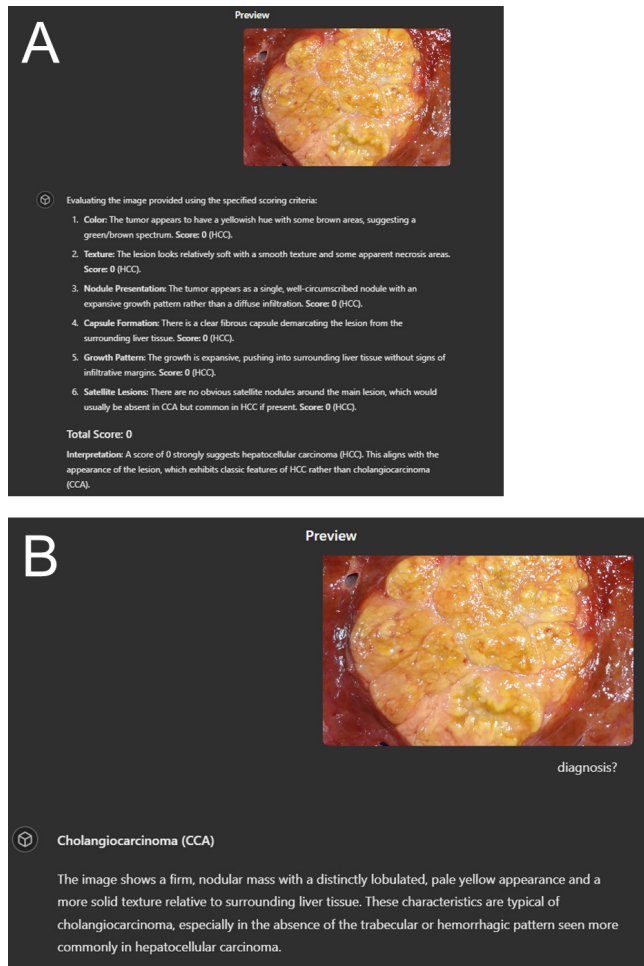 A
Preview
Evaluating the image provided using the specified scoring criteria:
1. Color: The tumor appears to have a yellowish hue with some brown areas, suggesting a
green/brown spectrum. Score: 0 (HCC).
2. Texture: The lesion looks relatively soft with a smooth texture and some apparent necrosis areas.
Score: 0 (HCC).
3. Nodule Presentation: The tumor appears as a single, well-circumscribed nodule with an
expansive growth pattern rather than a diffuse infiltration. Score: 0 (HCC).
4. Capsule Formation: There is a clear fibrous capsule demarcating the lesion from the
surrounding liver tissue. Score: 0 (HCC).
5. Growth Pattern: The growth is expansive, pushing into surrounding liver tissue without signs of
infiltrative margins. Score: 0 (HCC).
6. Satellite Lesions: There are no obvious satellite nodules around the main lesion, which would
usually be absent in CCA but common in HCC if present. Score: 0 (HCC).
Total Score: 0
Interpretation: A score of 0 strongly suggests hepatocellular carcinoma (HCC). This aligns with the
appearance of the lesion, which exhibits classic features of HCC rather than cholangiocarcinoma
(CCA).
B
Preview
diagnosis?
Cholangiocarcinoma (CCA)
The image shows a firm, nodular mass with a distinctly lobulated, pale yellow appearance and a
more solid texture relative to surrounding liver tissue. These characteristics are typical of
cholangiocarcinoma, especially in the absence of the trabecular or hemorrhagic pattern seen more
commonly in hepatocellular carcinoma.